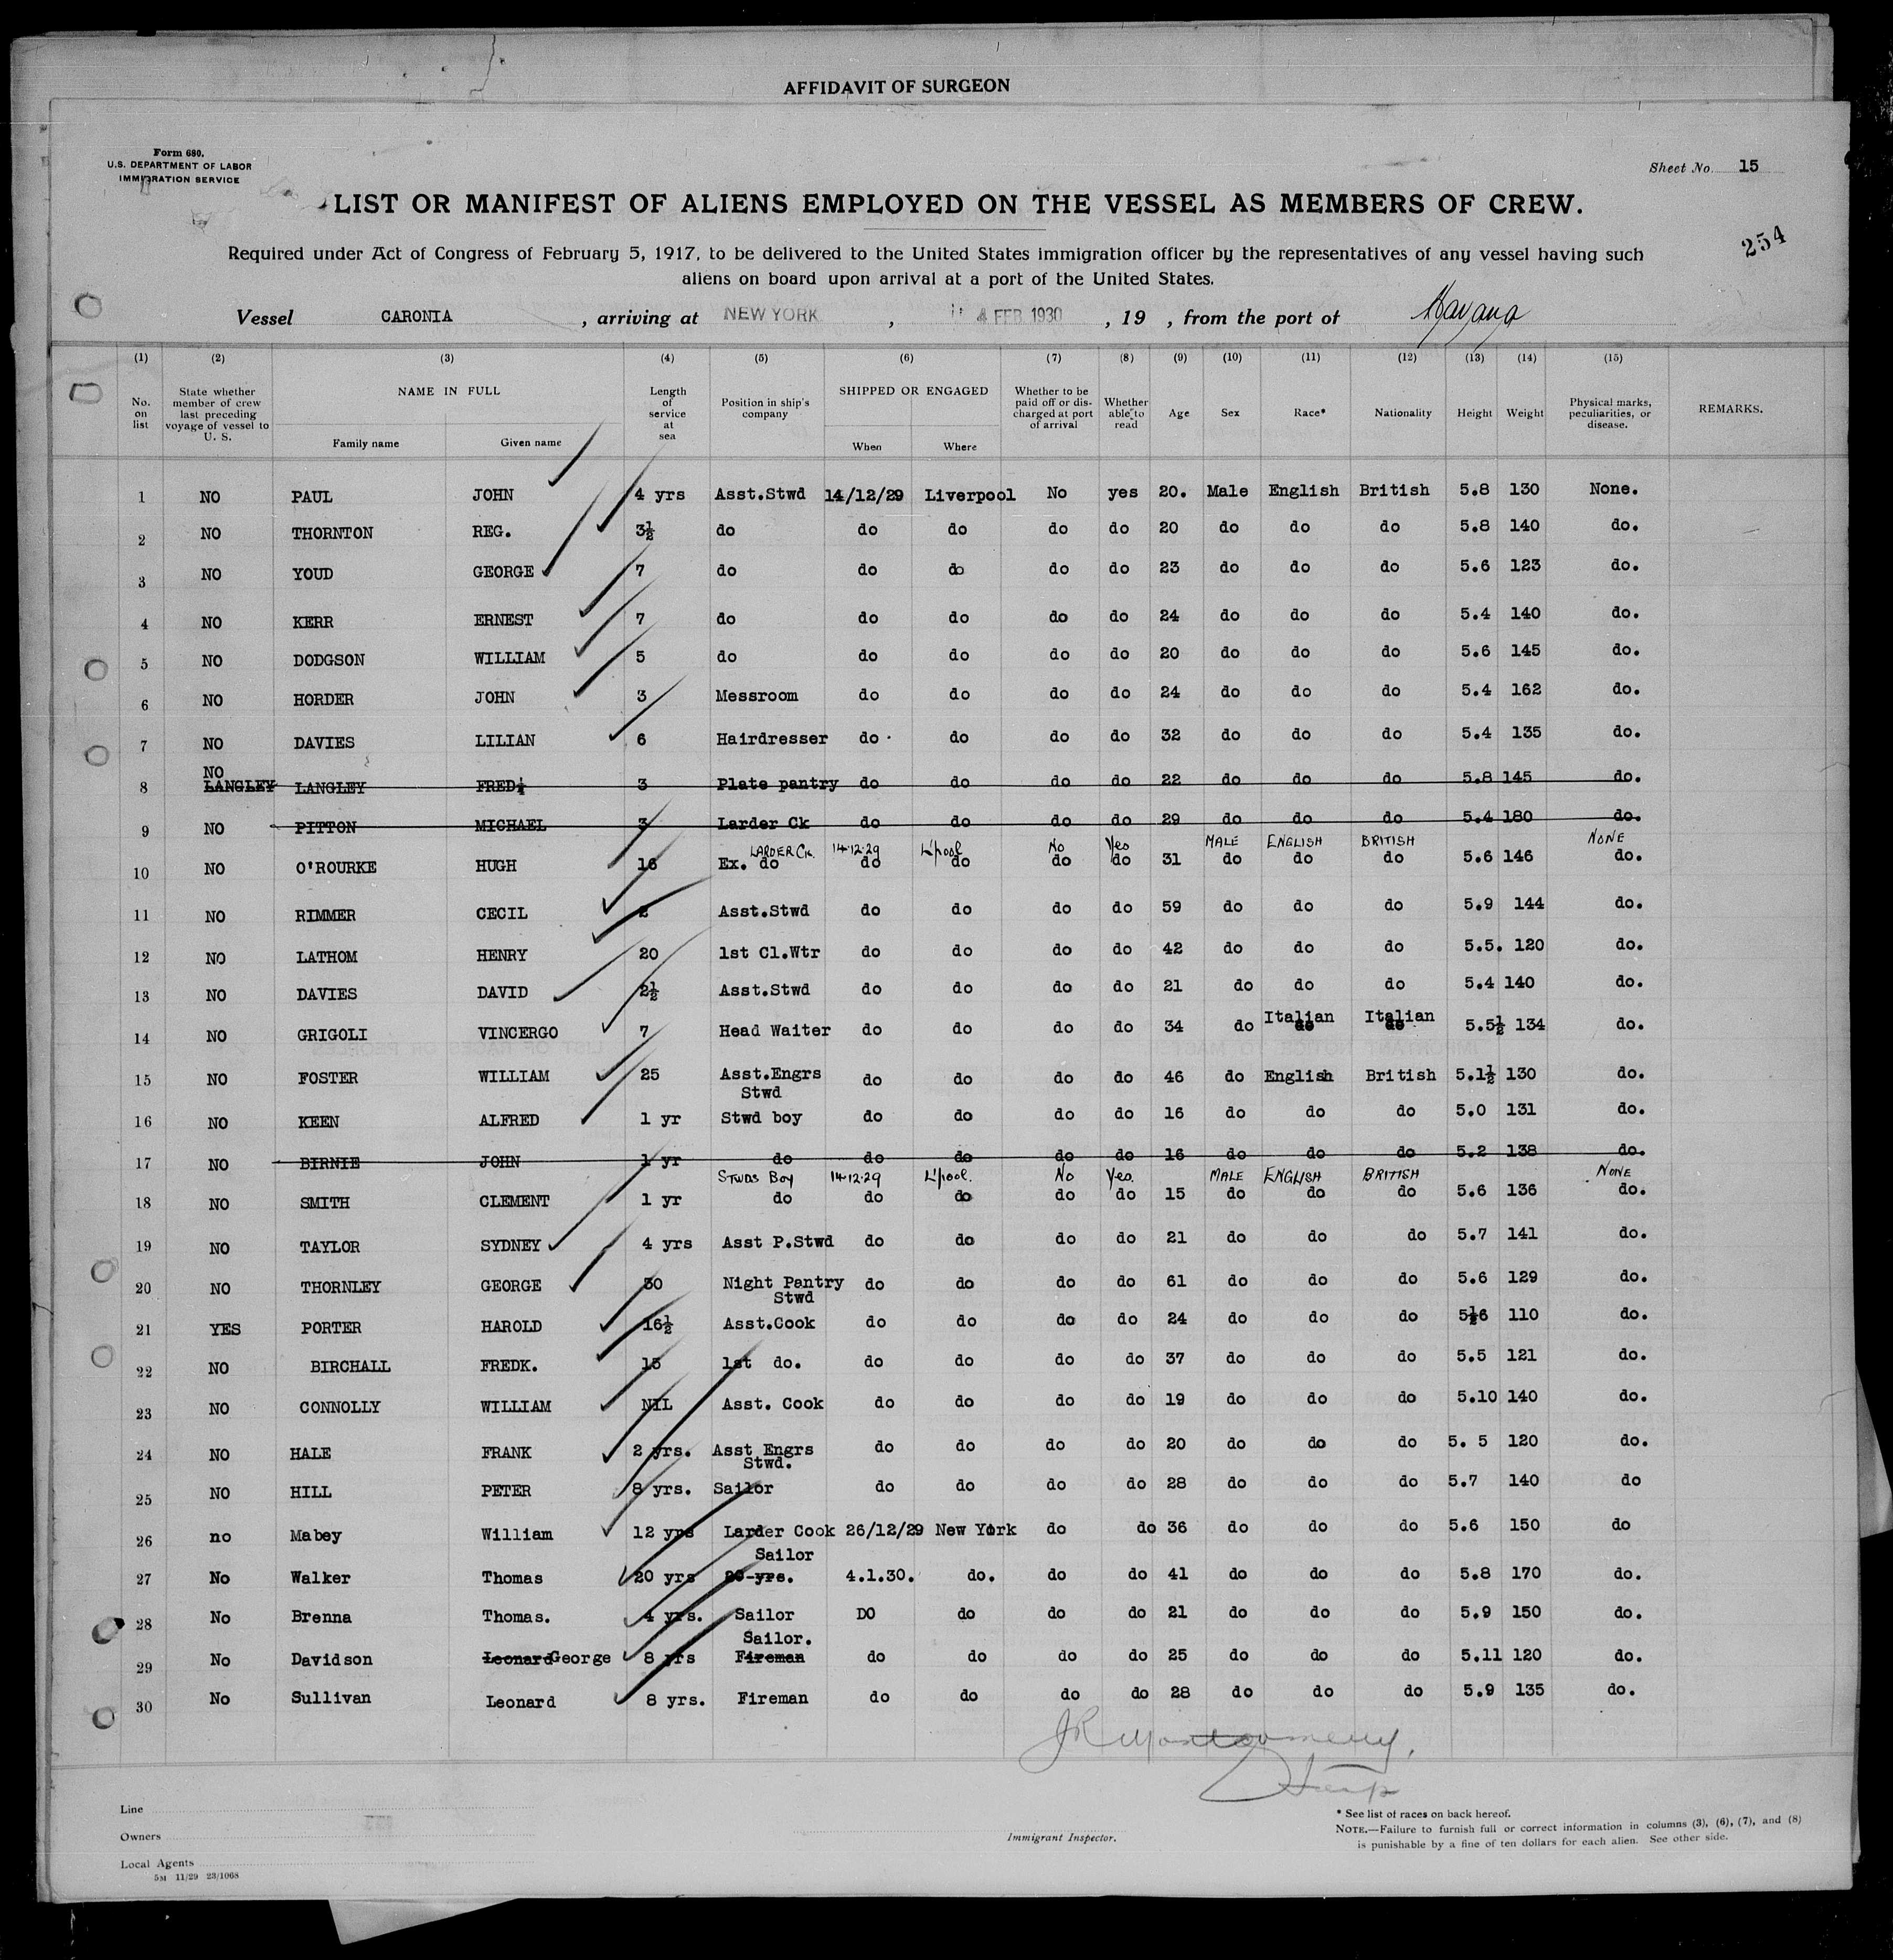 AFFIDAVIT OF SURGEON
Form 680.
U.S. DEPARTMENT OF LABOR
IMMIGRATION SERVICE
Sheet No. 15
LIST OR MANIFEST OF ALIENS EMPLOYED ON THE VESSEL AS MEMBERS OF CREW.
254
Required under Act of Congress of February 5, 1917, to be delivered to the United States immigration officer by the representatives of any vessel having such
aliens on board upon arrival at a port of the United States.
Vessel CARONIA , arriving at NEW YORK , 4 FEB 1930 , 19 , from the port of Havana
(1) (2) (3) (4) (5) (6) (7) (8) (9) (10) (11) (12) (13) (14) (15)
No. on list State whether member of crew last preceding voyage of vessel to U. S. NAME IN FULL Family name Given name Length of service at sea Position in ship's company SHIPPED OR ENGAGED When Where Whether to be paid off or discharged at port of arrival Whether able to read Age Sex Race* Nationality Height Weight Physical marks, peculiarities, or disease. REMARKS.
1 NO PAUL JOHN 4 yrs Asst.Stwd 14/12/29 Liverpool No yes 20. Male English British 5.8 130 None.
2 NO THORNTON REG. 3½ do do do do do 20 do do do 5.8 140 do.
3 NO YOUD GEORGE 7 do do do do do 23 do do do 5.6 123 do.
4 NO KERR ERNEST 7 do do do do do 24 do do do 5.4 140 do.
5 NO DODGSON WILLIAM 5 do do do do do 20 do do do 5.6 145 do.
6 NO HORDER JOHN 3 Messroom do do do do 24 do do do 5.4 162 do.
7 NO DAVIES LILIAN 6 Hairdresser do do do do 32 do do do 5.4 135 do.
8 NO LANGLEY LANGLEY FRED 3 Plate pantry do do do do 22 do do do 5.8 145 do.
9 NO PITTON MICHAEL 3 Larder Ck do do do do 29 do do do 5.4 180 do.
LARDER CK. 14-12-29 L'pool No Yes MALE ENGLISH BRITISH NONE
10 NO O'ROURKE HUGH 16 Ex. do do do do do 31 do do do 5.6 146 do.
11 NO RIMMER CECIL 2 Asst.Stwd do do do do 59 do do do 5.9 144 do.
12 NO LATHOM HENRY 20 1st Cl.Wtr do do do do 42 do do do 5.5. 120 do.
13 NO DAVIES DAVID 2½ Asst.Stwd do do do do 21 do do do 5.4 140 do.
14 NO GRIGOLI VINCERGO 7 Head Waiter do do do do 34 do Italian do Italian do 5.5½ 134 do.
15 NO FOSTER WILLIAM 25 Asst.Engrs Stwd do do do do 46 do English British 5.1½ 130 do.
16 NO KEEN ALFRED 1 yr Stwd boy do do do do 16 do do do 5.0 131 do.
17 NO BIRNIE JOHN 1 yr do do do do do 16 do do do 5.2 138 do.
STWDS BOY 14-12-29 L'pool. No Yes. MALE ENGLISH BRITISH NONE
18 NO SMITH CLEMENT 1 yr do do do do do 15 do do do 5.6 136 do.
19 NO TAYLOR SYDNEY 4 yrs Asst P.Stwd do do do do 21 do do do 5.7 141 do.
20 NO THORNLEY GEORGE 30 Night Pantry Stwd do do do do 61 do do do 5.6 129 do.
21 YES PORTER HAROLD 16½ Asst.Cook do do do do 24 do do do 5½6 110 do.
22 NO BIRCHALL FREDK. 15 1st do. do do do do 37 do do do 5.5 121 do.
23 NO CONNOLLY WILLIAM NIL Asst. Cook do do do do 19 do do do 5.10 140 do.
24 NO HALE FRANK 2 yrs. Asst Engrs Stwd. do do do do 20 do do do 5. 5 120 do.
25 NO HILL PETER 8 yrs. Sailor do do do do 28 do do do 5.7 140 do
26 no Mabey William 12 yrs Larder Cook 26/12/29 New York do do 36 do do do 5.6 150 do
Sailor
27 No Walker Thomas 20 yrs 20-yrs. 4.1.30. do. do do 41 do do do 5.8 170 do.
28 No Brenna Thomas. 4 yrs. Sailor DO do do do 21 do do do 5.9 150 do.
Sailor.
29 No Davidson Leonard George 8 yrs Fireman do do do do 25 do do do 5.11 120 do.
30 No Sullivan Leonard 8 yrs. Fireman do do do do 28 do do do 5.9 135 do.
JR Montgomery,
Line
Owners
Local Agents
5M 11/29 23/1068
Immigrant Inspector.
* See list of races on back hereof.
NOTE.—Failure to furnish full or correct information in columns (3), (6), (7), and (8)
is punishable by a fine of ten dollars for each alien. See other side.